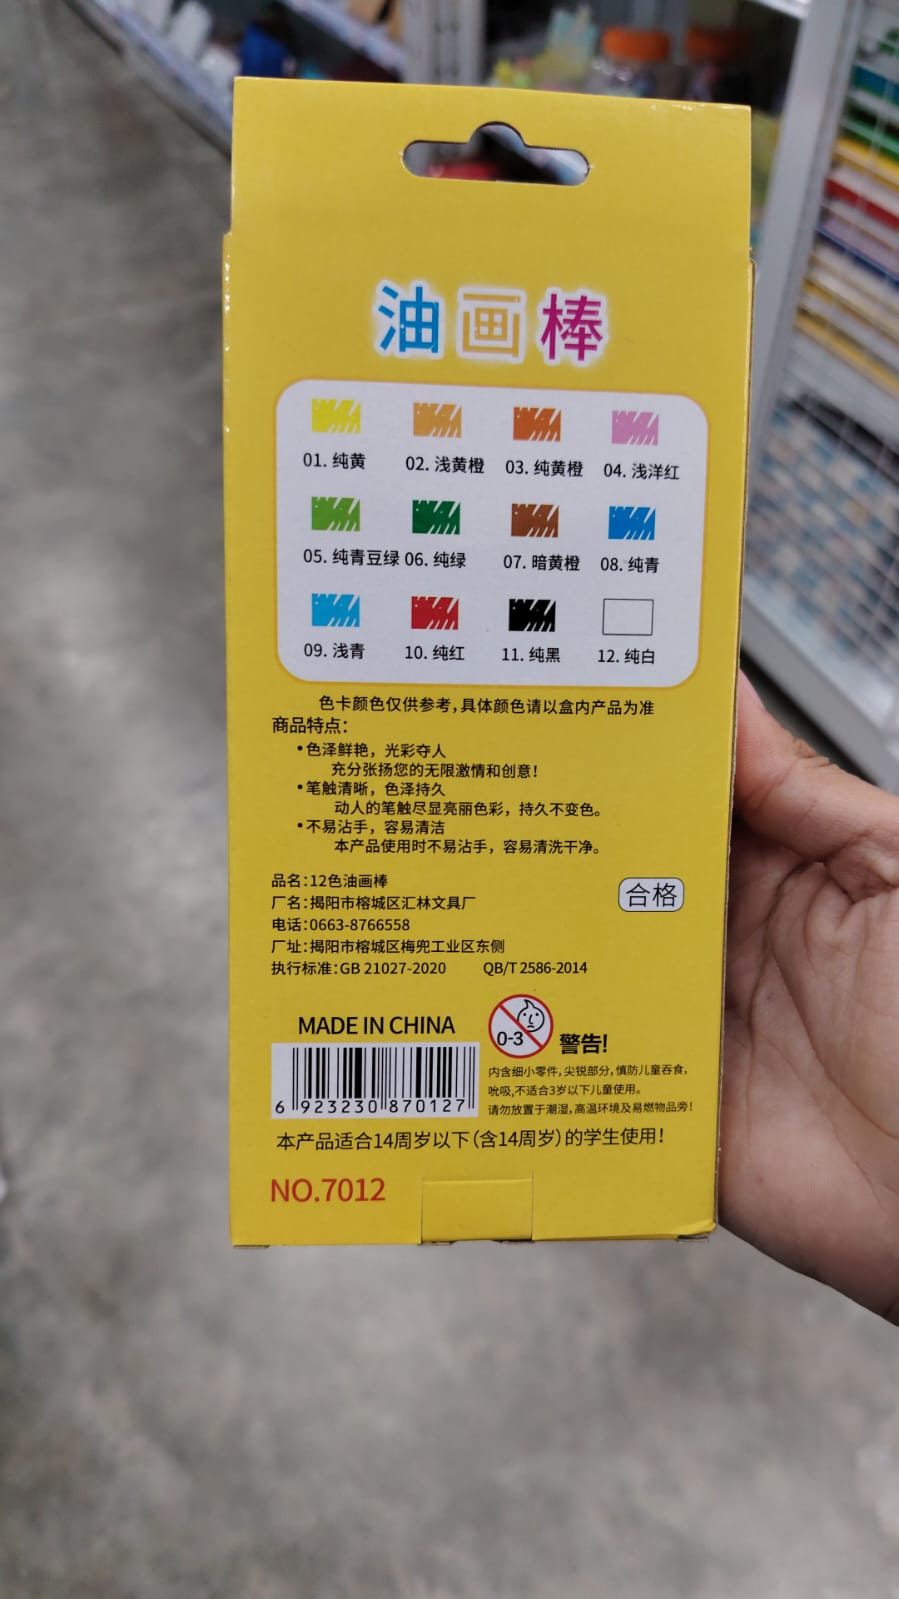 油画棒
01. 纯黄 02. 浅黄橙 03. 纯黄橙 04. 浅洋红
05. 纯青豆绿 06. 纯绿 07. 暗黄橙 08. 纯青
09. 浅青 10. 纯红 11. 纯黑 12. 纯白
色卡颜色仅供参考,具体颜色请以盒内产品为准
商品特点:
•色泽鲜艳，光彩夺人
充分张扬您的无限激情和创意!
•笔触清晰，色泽持久
动人的笔触尽显亮丽色彩，持久不变色。
•不易沾手，容易清洁
本产品使用时不易沾手，容易清洗干净。
品名:12色油画棒
合格
厂名:揭阳市榕城区汇林文具厂
电话:0663-8766558
厂址:揭阳市榕城区梅兜工业区东侧
执行标准:GB 21027-2020 QB/T 2586-2014
MADE IN CHINA
0-3 警告!
内含细小零件,尖锐部分,慎防儿童吞食,
吮吸,不适合3岁以下儿童使用。
请勿放置于潮湿,高温环境及易燃物品旁!
6 923230 870127
本产品适合14周岁以下(含14周岁)的学生使用!
NO.7012